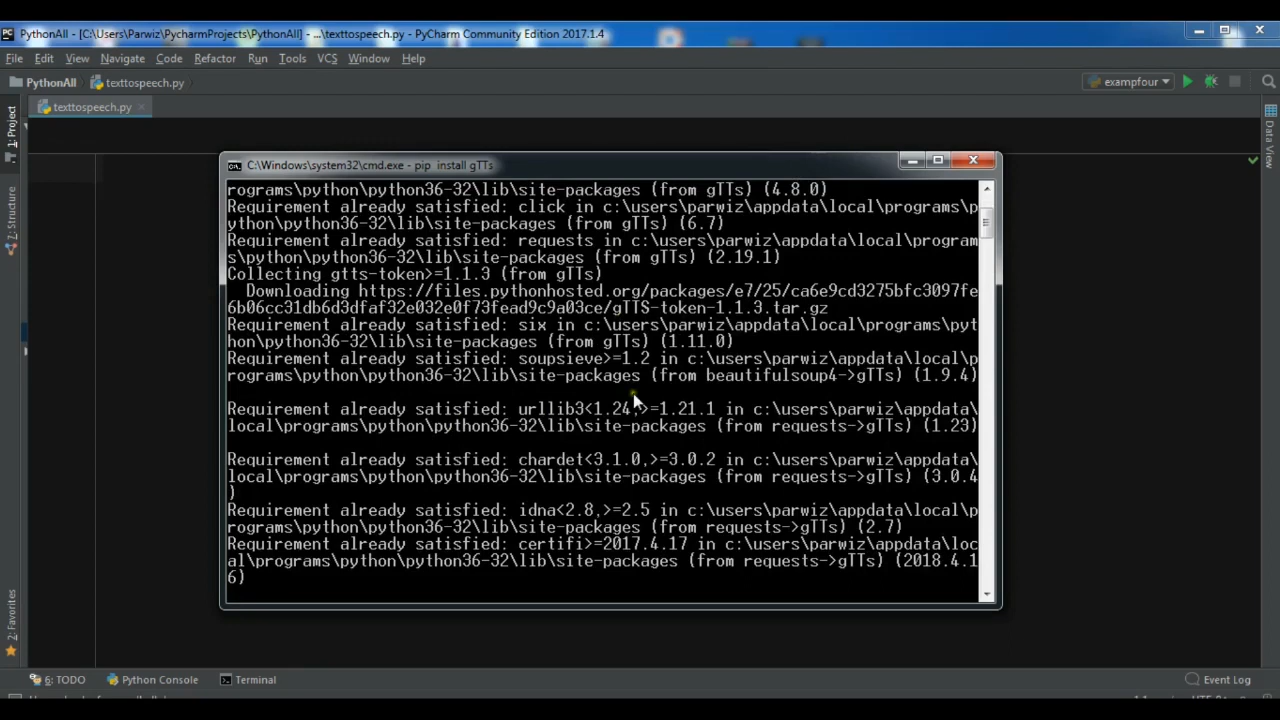 PythonAll - [C:\Users\Parwiz\PycharmProjects\PythonAll] - ...\texttospeech.py - PyCharm Community Edition 2017.1.4
File Edit View Navigate Code Refactor Run Tools VCS Window Help
PythonAll texttospeech.py exampfour
texttospeech.py
1: Project
7: Structure
2: Favorites
Data View
C:\Windows\system32\cmd.exe - pip  install gTTs
rograms\python\python36-32\lib\site-packages (from gTTs) (4.8.0)
Requirement already satisfied: click in c:\users\parwiz\appdata\local\programs\p
ython\python36-32\lib\site-packages (from gTTs) (6.7)
Requirement already satisfied: requests in c:\users\parwiz\appdata\local\program
s\python\python36-32\lib\site-packages (from gTTs) (2.19.1)
Collecting gtts-token>=1.1.3 (from gTTs)
  Downloading https://files.pythonhosted.org/packages/e7/25/ca6e9cd3275bfc3097fe
6b06cc31db6d3dfaf32e032e0f73fead9c9a03ce/gTTS-token-1.1.3.tar.gz
Requirement already satisfied: six in c:\users\parwiz\appdata\local\programs\pyt
hon\python36-32\lib\site-packages (from gTTs) (1.11.0)
Requirement already satisfied: soupsieve>=1.2 in c:\users\parwiz\appdata\local\p
rograms\python\python36-32\lib\site-packages (from beautifulsoup4->gTTs) (1.9.4)
Requirement already satisfied: urllib3<1.24,>=1.21.1 in c:\users\parwiz\appdata\
local\programs\python\python36-32\lib\site-packages (from requests->gTTs) (1.23)
Requirement already satisfied: chardet<3.1.0,>=3.0.2 in c:\users\parwiz\appdata\
local\programs\python\python36-32\lib\site-packages (from requests->gTTs) (3.0.4
)
Requirement already satisfied: idna<2.8,>=2.5 in c:\users\parwiz\appdata\local\p
rograms\python\python36-32\lib\site-packages (from requests->gTTs) (2.7)
Requirement already satisfied: certifi>=2017.4.17 in c:\users\parwiz\appdata\loc
al\programs\python\python36-32\lib\site-packages (from requests->gTTs) (2018.4.1
6)
6: TODO Python Console Terminal Event Log